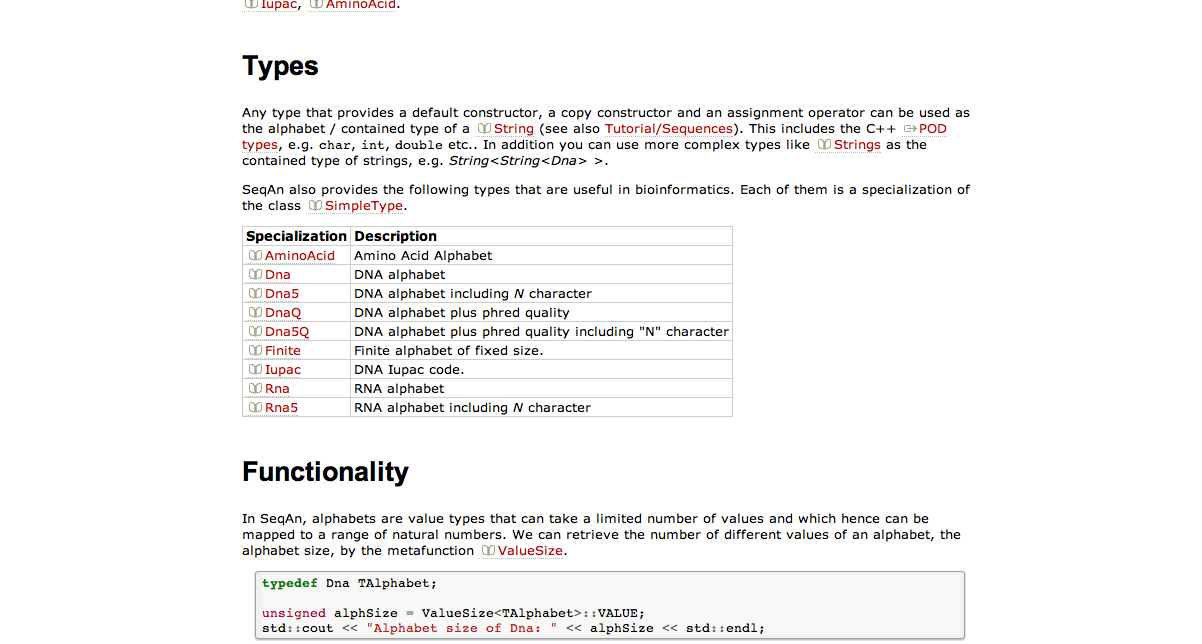 Iupac, AminoAcid.
Types
Any type that provides a default constructor, a copy constructor and an assignment operator can be used as
the alphabet / contained type of a String (see also Tutorial/Sequences). This includes the C++ POD
types, e.g. char, int, double etc.. In addition you can use more complex types like Strings as the
contained type of strings, e.g. String<String<Dna> >.
SeqAn also provides the following types that are useful in bioinformatics. Each of them is a specialization of
the class SimpleType.
Specialization Description
AminoAcid Amino Acid Alphabet
Dna DNA alphabet
Dna5 DNA alphabet including N character
DnaQ DNA alphabet plus phred quality
Dna5Q DNA alphabet plus phred quality including "N" character
Finite Finite alphabet of fixed size.
Iupac DNA Iupac code.
Rna RNA alphabet
Rna5 RNA alphabet including N character
Functionality
In SeqAn, alphabets are value types that can take a limited number of values and which hence can be
mapped to a range of natural numbers. We can retrieve the number of different values of an alphabet, the
alphabet size, by the metafunction ValueSize.
typedef Dna TAlphabet;
unsigned alphSize = ValueSize<TAlphabet>::VALUE;
std::cout << "Alphabet size of Dna: " << alphSize << std::endl;